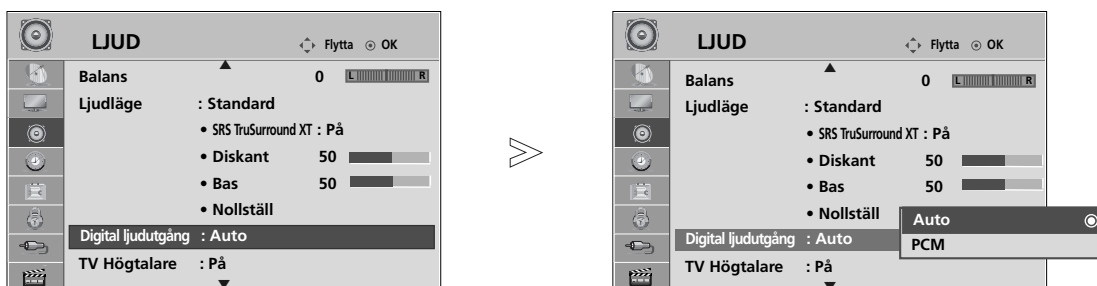 LJUD Flytta OK
Balans 0 L R
Ljudläge : Standard
• SRS TruSurround XT : På
• Diskant 50
• Bas 50
• Nollställ
Digital ljudutgång : Auto
TV Högtalare : På
LJUD Flytta OK
Balans 0 L R
Ljudläge : Standard
• SRS TruSurround XT : På
• Diskant 50
• Bas 50
• Nollställ
Digital ljudutgång : Auto
TV Högtalare : På
Auto
PCM